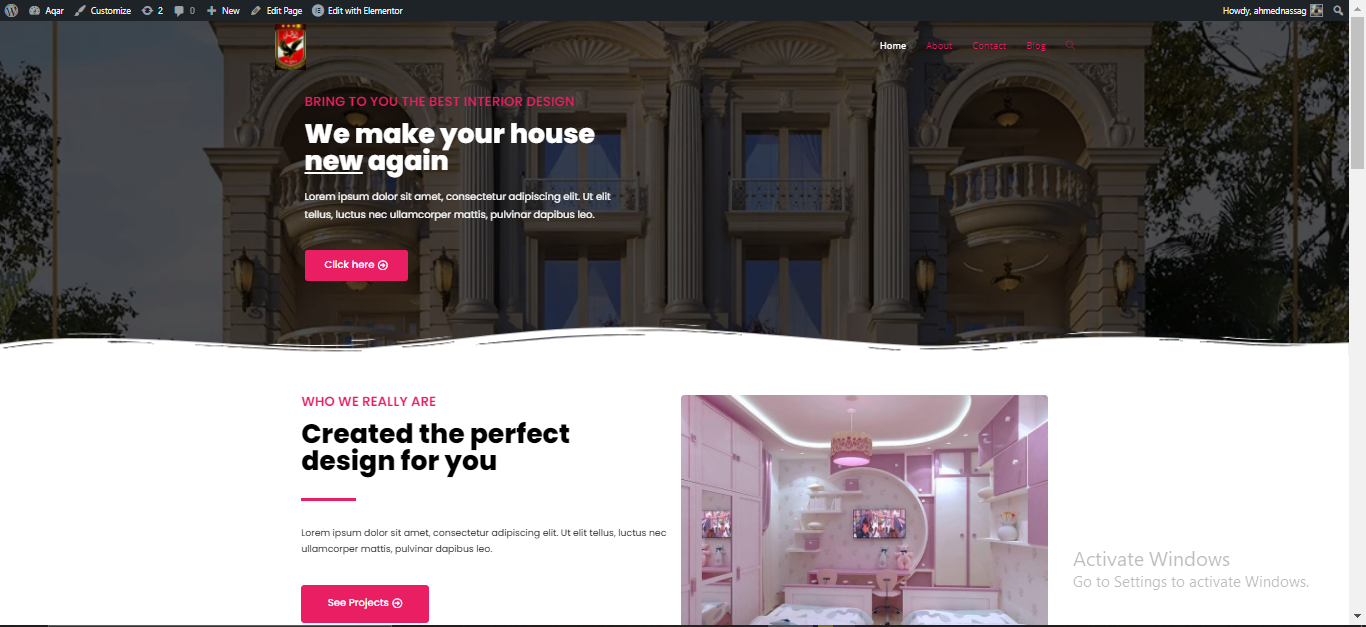 Aqar Customize 2 0 New Edit Page Edit with Elementor Howdy, ahmednassag
Home About Contact Blog
BRING TO YOU THE BEST INTERIOR DESIGN
We make your house
new again
Lorem ipsum dolor sit amet, consectetur adipiscing elit. Ut elit
tellus, luctus nec ullamcorper mattis, pulvinar dapibus leo.
Click here
WHO WE REALLY ARE
Created the perfect
design for you
Lorem ipsum dolor sit amet, consectetur adipiscing elit. Ut elit tellus, luctus nec
ullamcorper mattis, pulvinar dapibus leo.
See Projects
Activate Windows
Go to Settings to activate Windows.